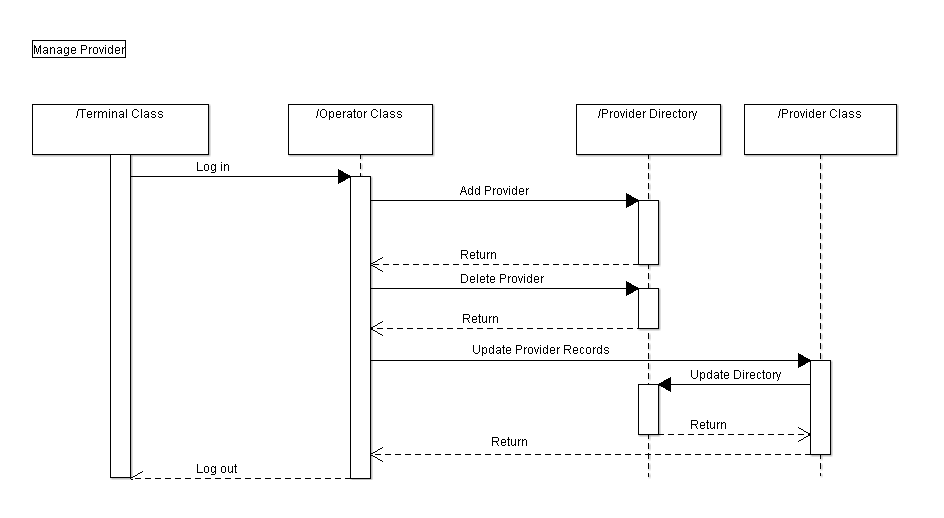 Manage Provider
/Terminal Class
/Operator Class
/Provider Directory
/Provider Class
Log in
Add Provider
Return
Delete Provider
Return
Update Provider Records
Update Directory
Return
Return
Log out